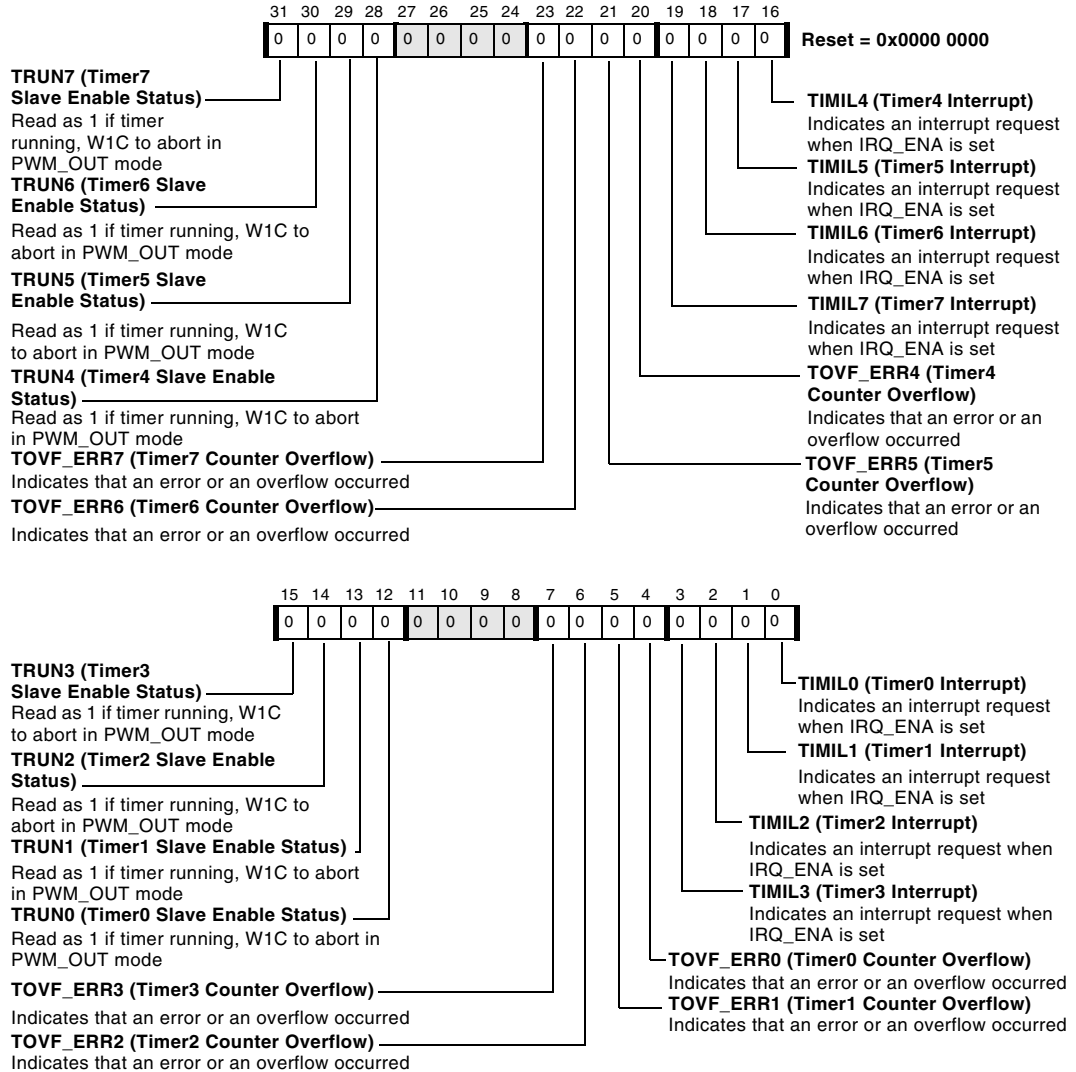 31 30 29 28 27 26 25 24 23 22 21 20 19 18 17 16
0 0 0 0 0 0 0 0 0 0 0 0 0 0 0 0
Reset = 0x0000 0000
TRUN7 (Timer7
Slave Enable Status)
Read as 1 if timer
running, W1C to abort in
PWM_OUT mode
TRUN6 (Timer6 Slave
Enable Status)
Read as 1 if timer running, W1C to
abort in PWM_OUT mode
TRUN5 (Timer5 Slave
Enable Status)
Read as 1 if timer running, W1C
to abort in PWM_OUT mode
TRUN4 (Timer4 Slave Enable
Status)
Read as 1 if timer running, W1C to abort
in PWM_OUT mode
TOVF_ERR7 (Timer7 Counter Overflow)
Indicates that an error or an overflow occurred
TOVF_ERR6 (Timer6 Counter Overflow)
Indicates that an error or an overflow occurred
TIMIL4 (Timer4 Interrupt)
Indicates an interrupt request
when IRQ_ENA is set
TIMIL5 (Timer5 Interrupt)
Indicates an interrupt request
when IRQ_ENA is set
TIMIL6 (Timer6 Interrupt)
Indicates an interrupt request
when IRQ_ENA is set
TIMIL7 (Timer7 Interrupt)
Indicates an interrupt request
when IRQ_ENA is set
TOVF_ERR4 (Timer4
Counter Overflow)
Indicates that an error or an
overflow occurred
TOVF_ERR5 (Timer5
Counter Overflow)
Indicates that an error or an
overflow occurred
15 14 13 12 11 10 9 8 7 6 5 4 3 2 1 0
0 0 0 0 0 0 0 0 0 0 0 0 0 0 0 0
TRUN3 (Timer3
Slave Enable Status)
Read as 1 if timer running, W1C
to abort in PWM_OUT mode
TRUN2 (Timer2 Slave Enable
Status)
Read as 1 if timer running, W1C to
abort in PWM_OUT mode
TRUN1 (Timer1 Slave Enable Status)
Read as 1 if timer running, W1C to abort
in PWM_OUT mode
TRUN0 (Timer0 Slave Enable Status)
Read as 1 if timer running, W1C to abort in
PWM_OUT mode
TOVF_ERR3 (Timer3 Counter Overflow)
Indicates that an error or an overflow occurred
TOVF_ERR2 (Timer2 Counter Overflow)
Indicates that an error or an overflow occurred
TIMIL0 (Timer0 Interrupt)
Indicates an interrupt request
when IRQ_ENA is set
TIMIL1 (Timer1 Interrupt)
Indicates an interrupt request
when IRQ_ENA is set
TIMIL2 (Timer2 Interrupt)
Indicates an interrupt request when
IRQ_ENA is set
TIMIL3 (Timer3 Interrupt)
Indicates an interrupt request when
IRQ_ENA is set
TOVF_ERR0 (Timer0 Counter Overflow)
Indicates that an error or an overflow occurred
TOVF_ERR1 (Timer1 Counter Overflow)
Indicates that an error or an overflow occurred